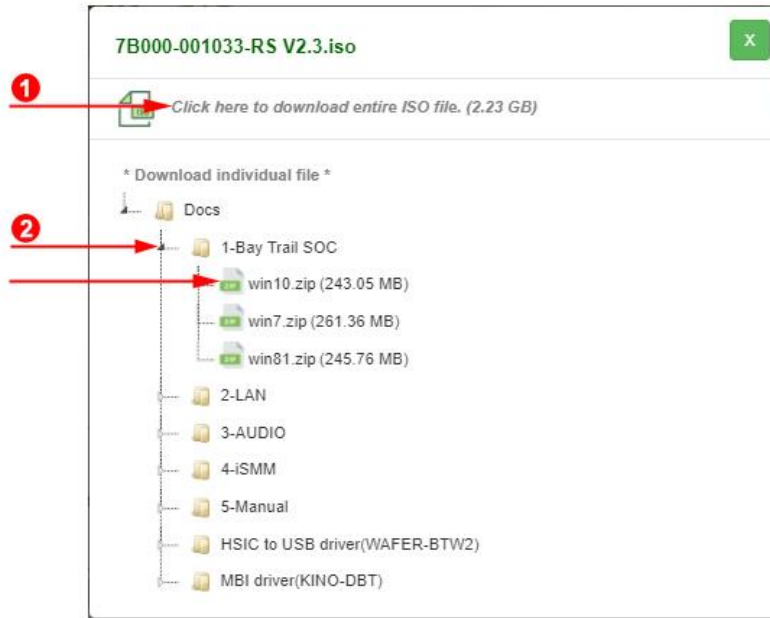 7B000-001033-RS V2.3.iso
X
1
Click here to download entire ISO file. (2.23 GB)
* Download individual file *
Docs
2
1-Bay Trail SOC
win10.zip (243.05 MB)
win7.zip (261.36 MB)
win81.zip (245.76 MB)
2-LAN
3-AUDIO
4-iSMM
5-Manual
HSIC to USB driver(WAFER-BTW2)
MBI driver(KINO-DBT)